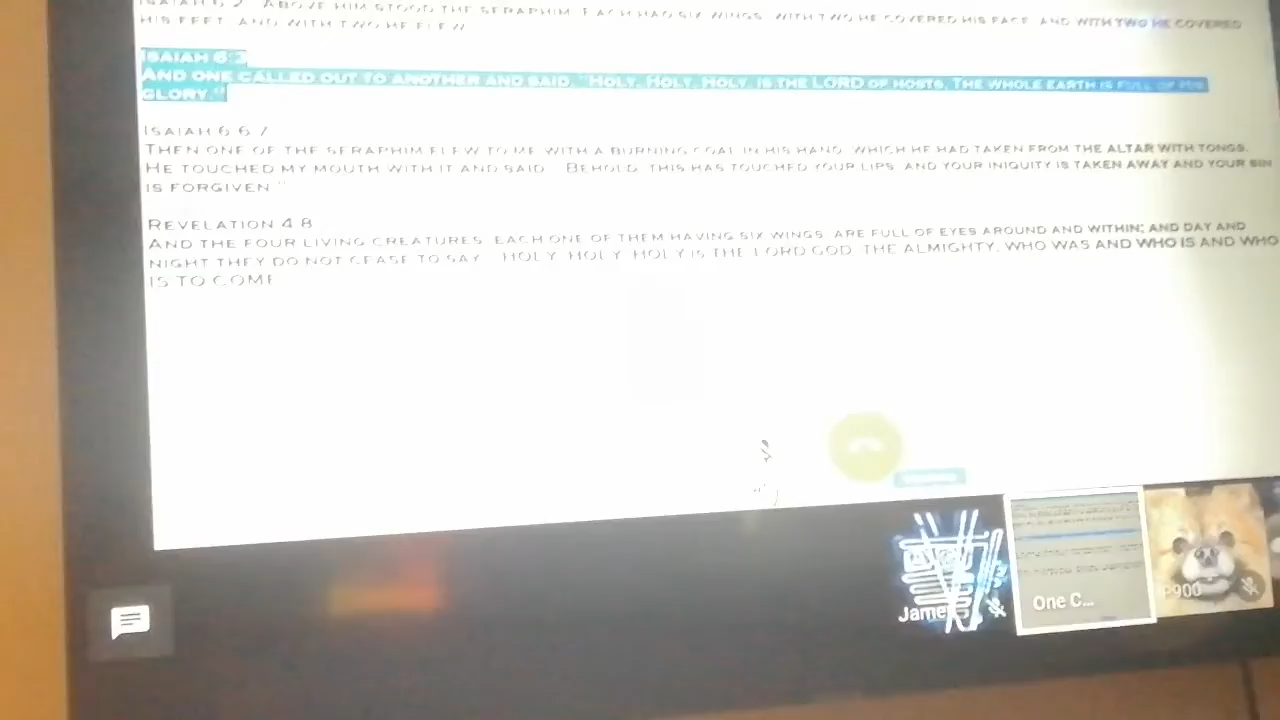 ISAIAH 6 2 ABOVE HIM STOOD THE SERAPHIM. EACH HAD SIX WINGS. WITH TWO HE COVERED HIS FACE, AND WITH TWO HE COVERED
HIS FEET, AND WITH TWO HE FLEW
ISAIAH 6:3
AND ONE CALLED OUT TO ANOTHER AND SAID, "HOLY, HOLY, HOLY, IS THE LORD OF HOSTS, THE WHOLE EARTH IS FULL OF HIS
GLORY."
ISAIAH 6 6 7
THEN ONE OF THE SERAPHIM FLEW TO ME WITH A BURNING COAL IN HIS HAND, WHICH HE HAD TAKEN FROM THE ALTAR WITH TONGS.
HE TOUCHED MY MOUTH WITH IT AND SAID "BEHOLD, THIS HAS TOUCHED YOUR LIPS, AND YOUR INIQUITY IS TAKEN AWAY AND YOUR SIN
IS FORGIVEN "
REVELATION 4 8
AND THE FOUR LIVING CREATURES, EACH ONE OF THEM HAVING SIX WINGS, ARE FULL OF EYES AROUND AND WITHIN; AND DAY AND
NIGHT THEY DO NOT CEASE TO SAY HOLY HOLY HOLY IS THE LORD GOD, THE ALMIGHTY, WHO WAS AND WHO IS AND WHO
IS TO COME
Jame
One C...
P900